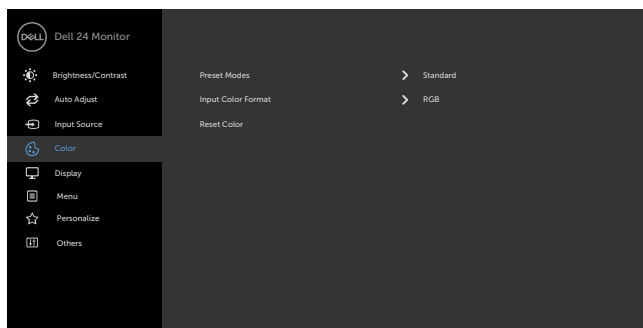 DELL Dell 24 Monitor
Brightness/Contrast Preset Modes Standard
Auto Adjust Input Color Format RGB
Input Source Reset Color
Color
Display
Menu
Personalize
Others